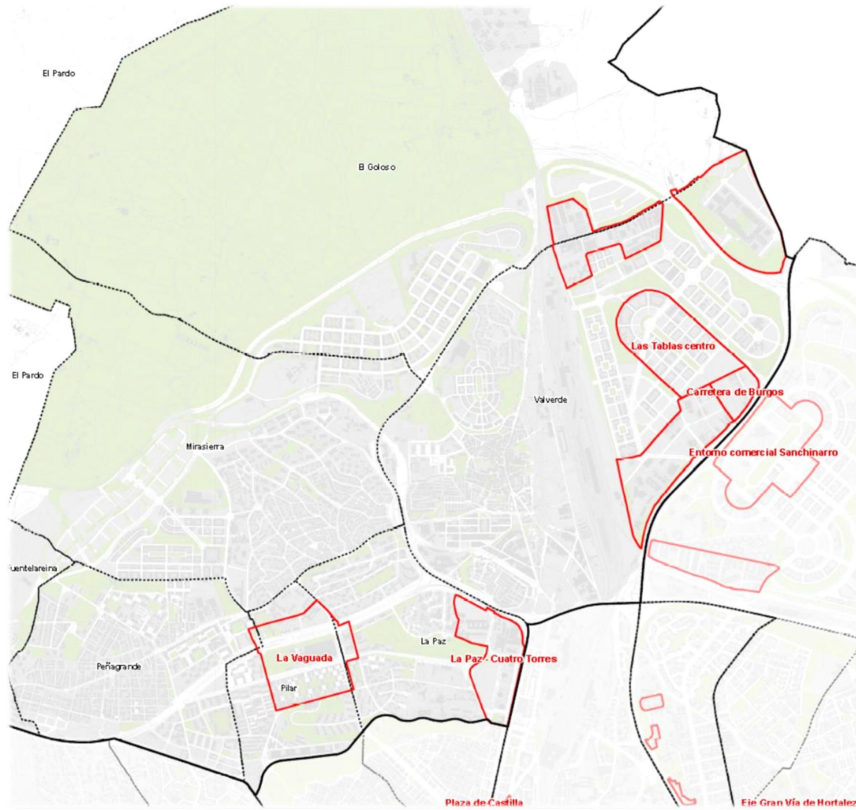 El Pardo
El Goloso
Las Tablas centro
El Pardo
Carretera de Burgos
Valverde
Mirasierra
Entorno comercial Sanchinarro
Fuentelareina
La Paz
La Vaguada
La Paz - Cuatro Torres
Peñagrande
Pilar
Plaza de Castilla
Eje Gran Vía de Hortalez